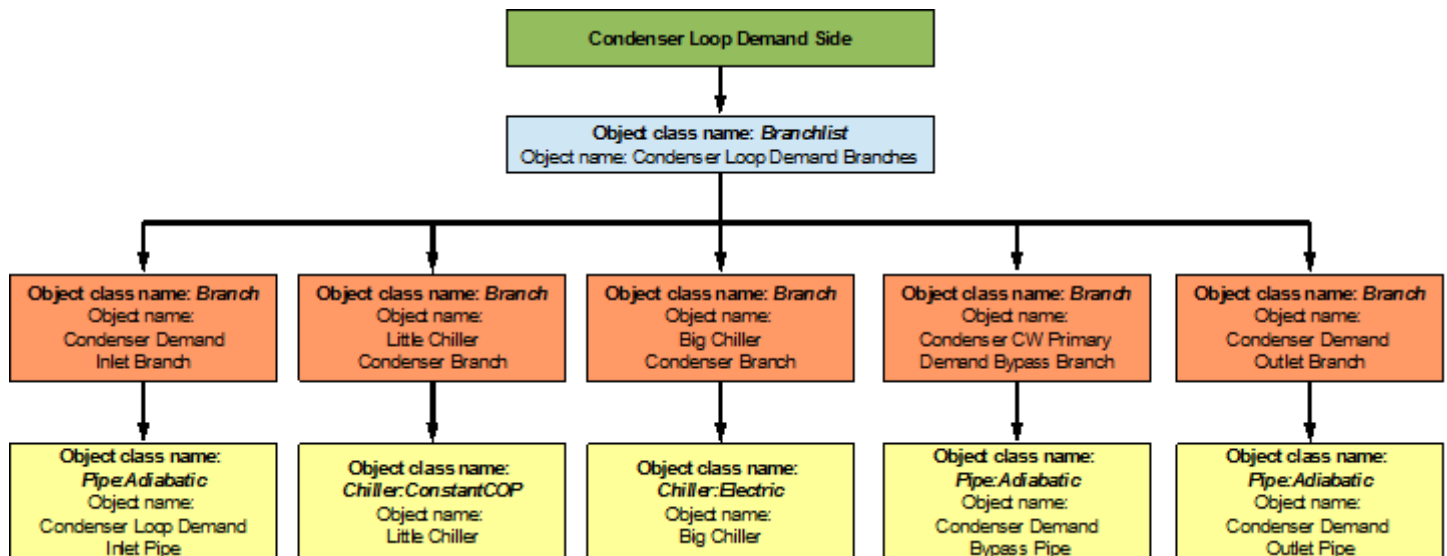 Condenser Loop Demand Side
Object class name: Branchlist
Object name: Condenser Loop Demand Branches
Object class name: Branch
Object name:
Condenser Demand
Inlet Branch
Object class name: Branch
Object name:
Little Chiller
Condenser Branch
Object class name: Branch
Object name:
Big Chiller
Condenser Branch
Object class name: Branch
Object name:
Condenser CW Primary
Demand Bypass Branch
Object class name: Branch
Object name:
Condenser Demand
Outlet Branch
Object class name:
Pipe:Adiabatic
Object name:
Condenser Loop Demand
Inlet Pipe
Object class name:
Chiller:ConstantCOP
Object name:
Little Chiller
Object class name:
Chiller:Electric
Object name:
Big Chiller
Object class name:
Pipe:Adiabatic
Object name:
Condenser Demand
Bypass Pipe
Object class name:
Pipe:Adiabatic
Object name:
Condenser Demand
Outlet Pipe